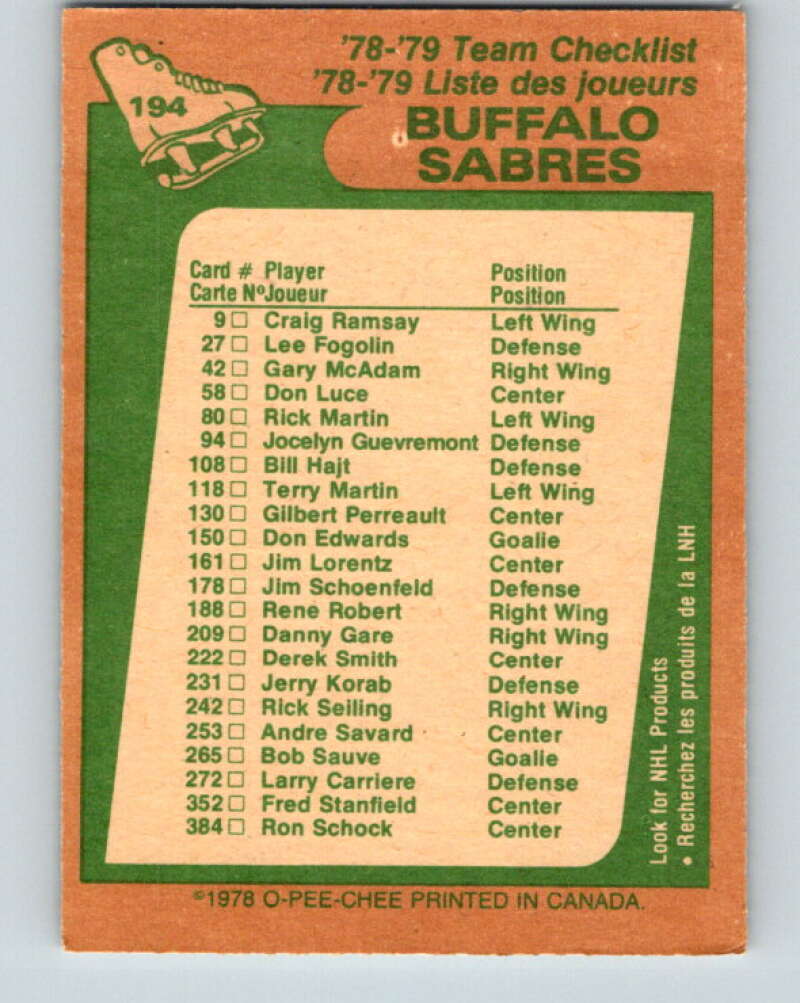 194
'78-'79 Team Checklist
'78-'79 Liste des joueurs
BUFFALO
SABRES
Card # Player Position
Carte Nº Joueur Position
9 □ Craig Ramsay Left Wing
27 □ Lee Fogolin Defense
42 □ Gary McAdam Right Wing
58 □ Don Luce Center
80 □ Rick Martin Left Wing
94 □ Jocelyn Guevremont Defense
108 □ Bill Hajt Defense
118 □ Terry Martin Left Wing
130 □ Gilbert Perreault Center
150 □ Don Edwards Goalie
161 □ Jim Lorentz Center
178 □ Jim Schoenfeld Defense
188 □ Rene Robert Right Wing
209 □ Danny Gare Right Wing
222 □ Derek Smith Center
231 □ Jerry Korab Defense
242 □ Rick Seiling Right Wing
253 □ Andre Savard Center
265 □ Bob Sauve Goalie
272 □ Larry Carriere Defense
352 □ Fred Stanfield Center
384 □ Ron Schock Center
Look for NHL Products
• Recherchez les produits de la LNH
©1978 O-PEE-CHEE PRINTED IN CANADA.